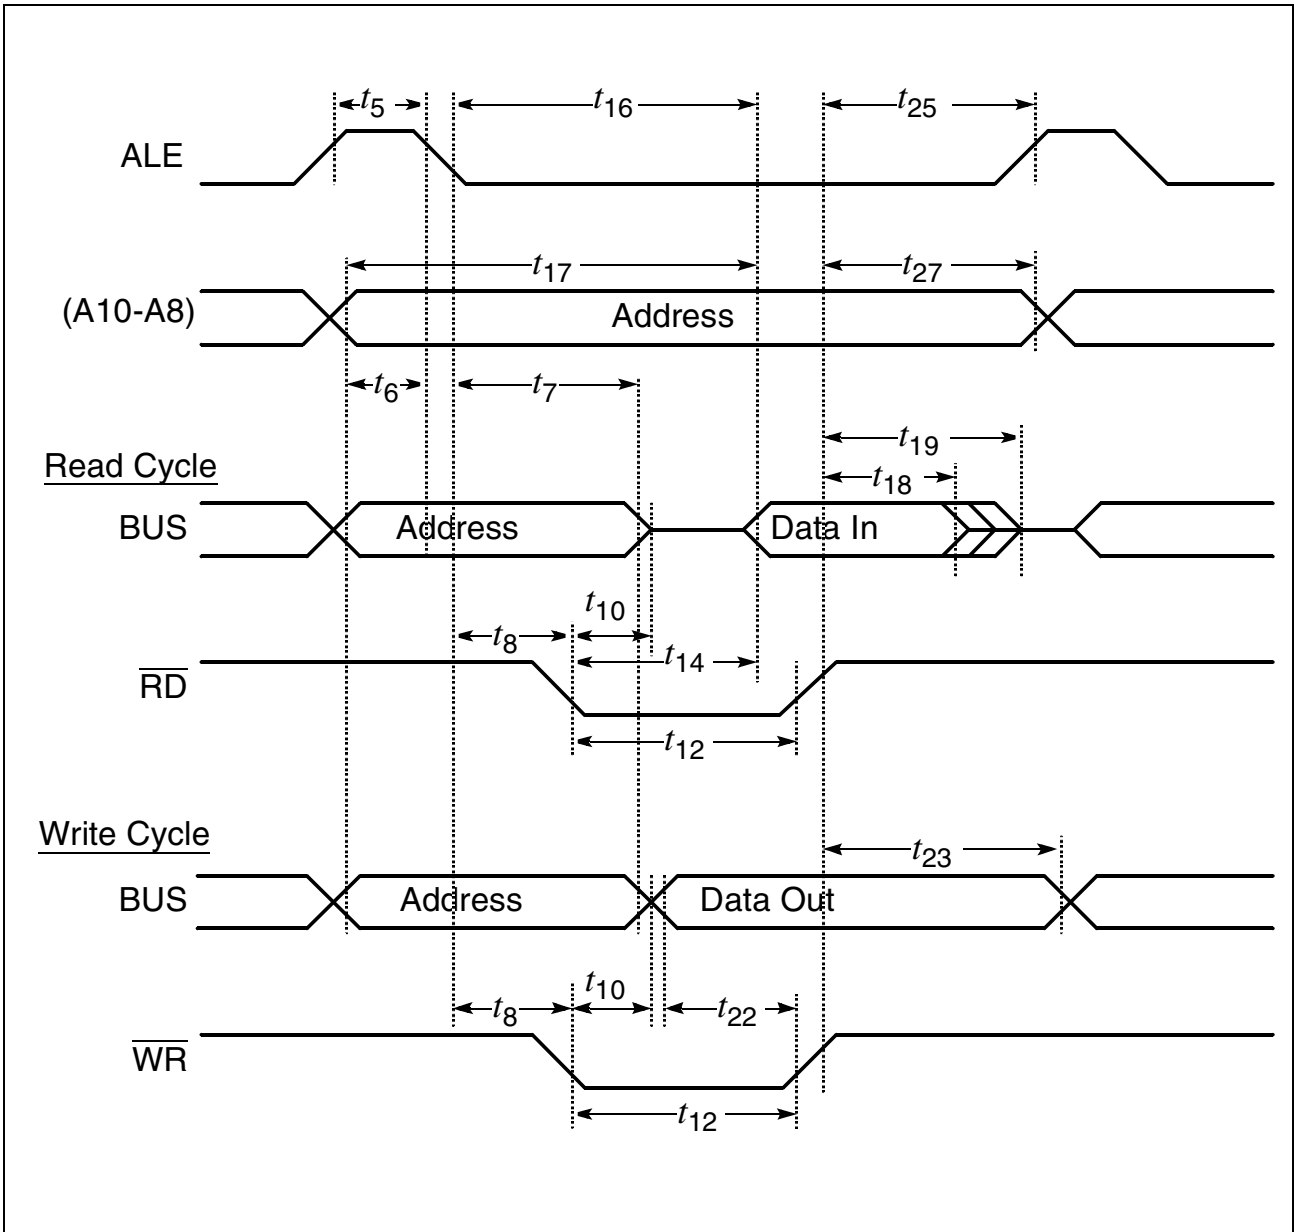 t5 t16 t25
ALE
t17 t27
(A10-A8) Address
t6 t7
t19
Read Cycle t18
BUS Address Data In
t10
t8 t14
RD
t12
Write Cycle t23
BUS Address Data Out
t10
t8 t22
WR
t12